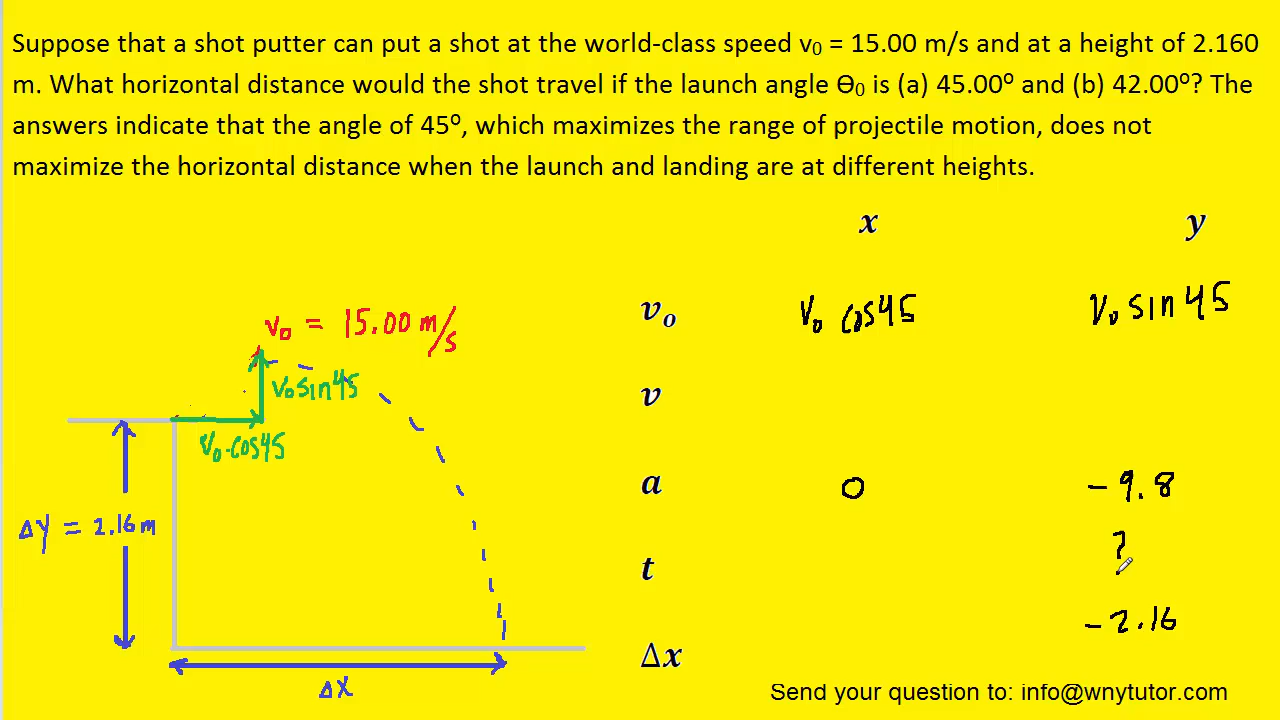 Suppose that a shot putter can put a shot at the world-class speed v₀ = 15.00 m/s and at a height of 2.160
m. What horizontal distance would the shot travel if the launch angle ϴ₀ is (a) 45.00⁰ and (b) 42.00⁰? The
answers indicate that the angle of 45⁰, which maximizes the range of projectile motion, does not
maximize the horizontal distance when the launch and landing are at different heights.
x y
v₀ = 15.00 m/s
v₀ v₀ cos45 v₀ sin45
v₀ sin45
v
v₀ cos45
a 0 -9.8
Δy = 2.16m
t ?
-2.16
Δx
Δx
Send your question to: info@wnytutor.com